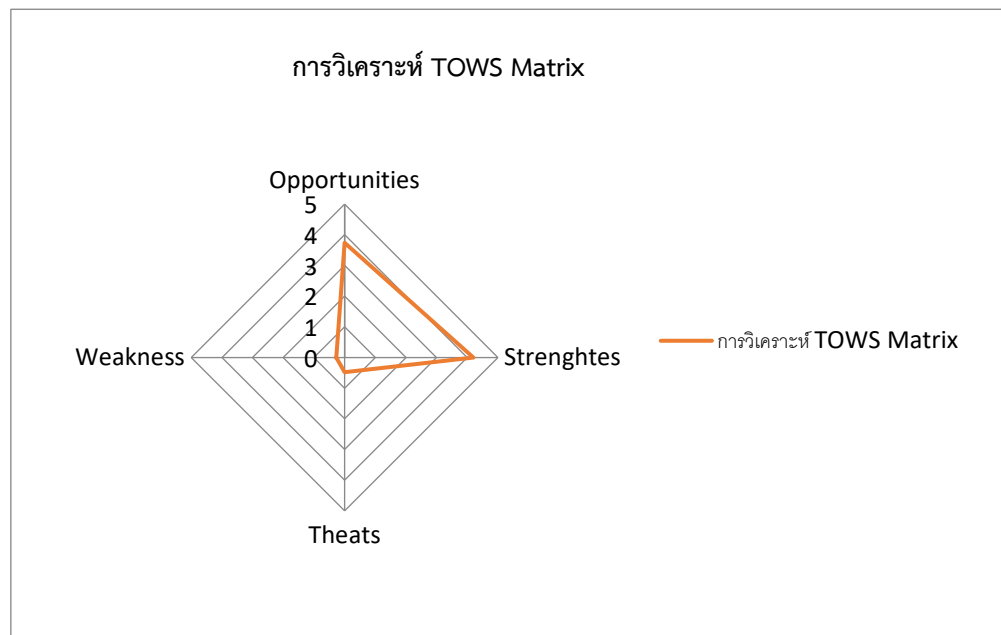 การวิเคราะห์ TOWS Matrix
Opportunities
5
4
3
2
1
0
Weakness
Strenghtes
Theats
การวิเคราะห์ TOWS Matrix